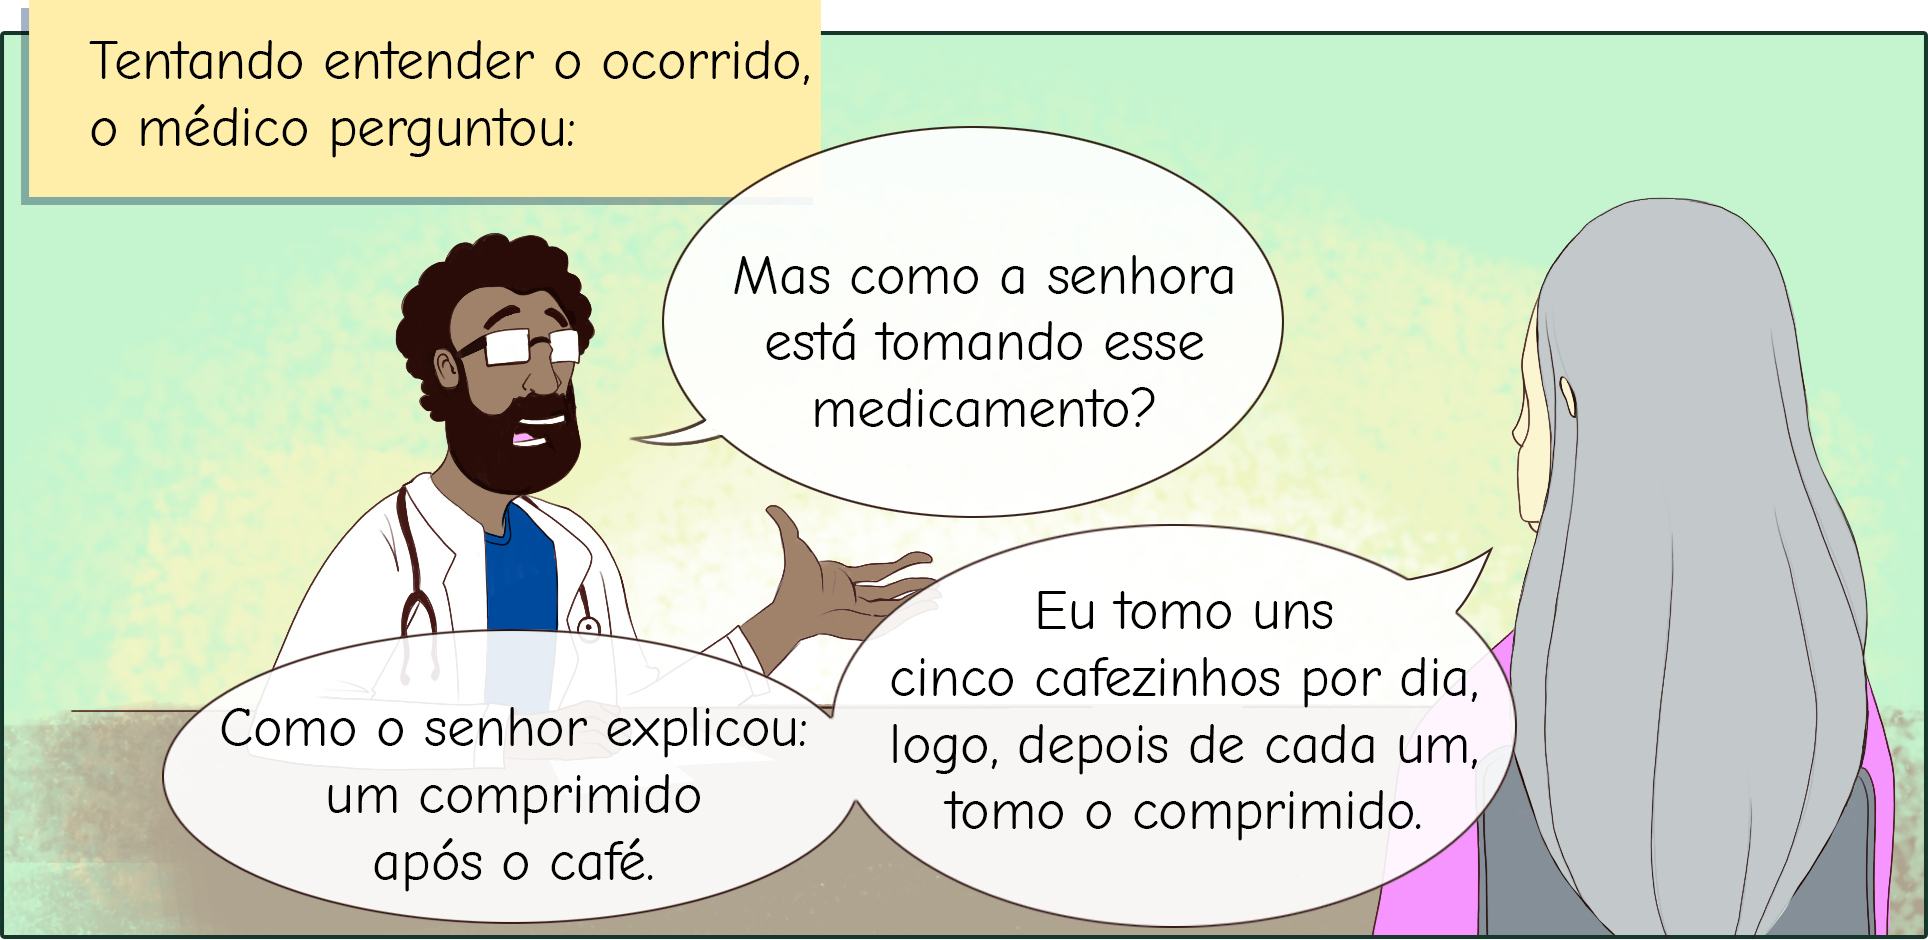 Tentando entender o ocorrido,
o médico perguntou:
Mas como a senhora
está tomando esse
medicamento?
Como o senhor explicou:
um comprimido
após o café.
Eu tomo uns
cinco cafezinhos por dia,
logo, depois de cada um,
tomo o comprimido.